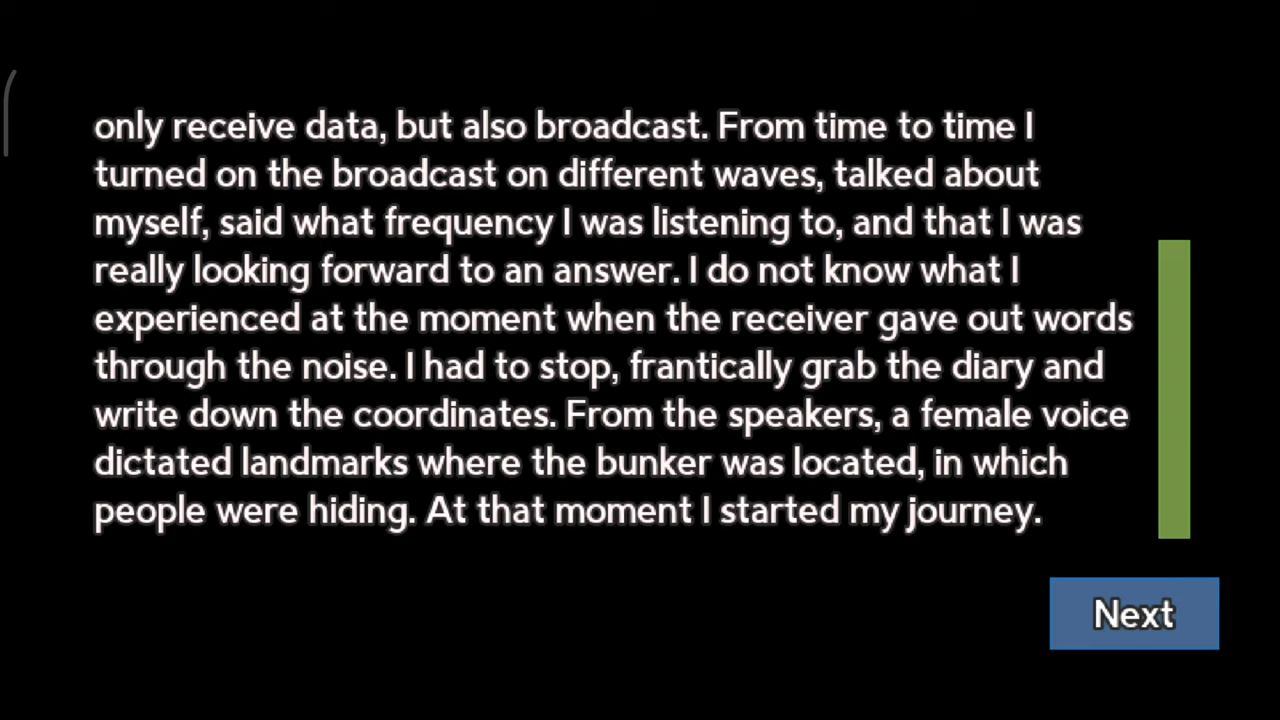 only receive data, but also broadcast. From time to time I
turned on the broadcast on different waves, talked about
myself, said what frequency I was listening to, and that I was
really looking forward to an answer. I do not know what I
experienced at the moment when the receiver gave out words
through the noise. I had to stop, frantically grab the diary and
write down the coordinates. From the speakers, a female voice
dictated landmarks where the bunker was located, in which
people were hiding. At that moment I started my journey.
Next